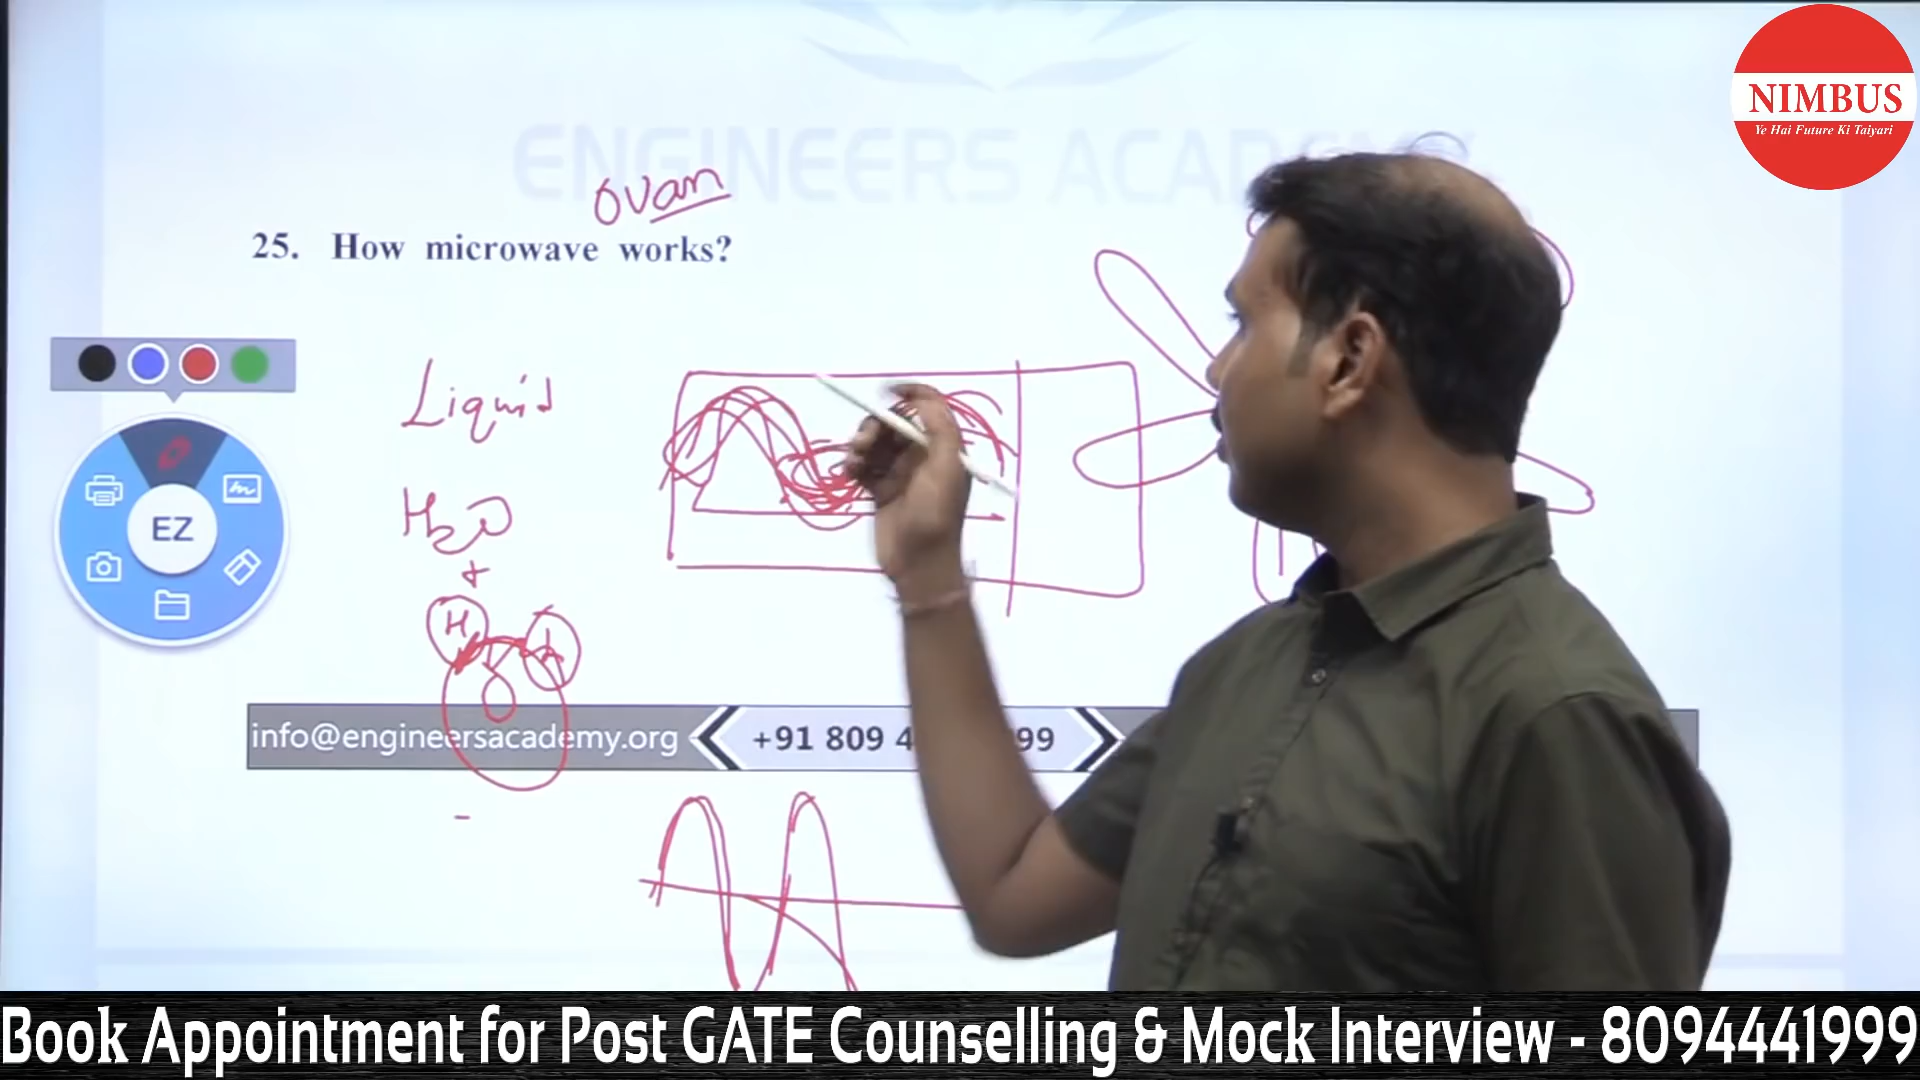 NIMBUS
Ye Hai Future Ki Taiyari
ENGINEERS ACAD
ovan
25. How microwave works?
Liquid
H₂O
+
H
EZ
info@engineersacademy.org
+91 809 4 99
-
Book Appointment for Post GATE Counselling & Mock Interview - 8094441999